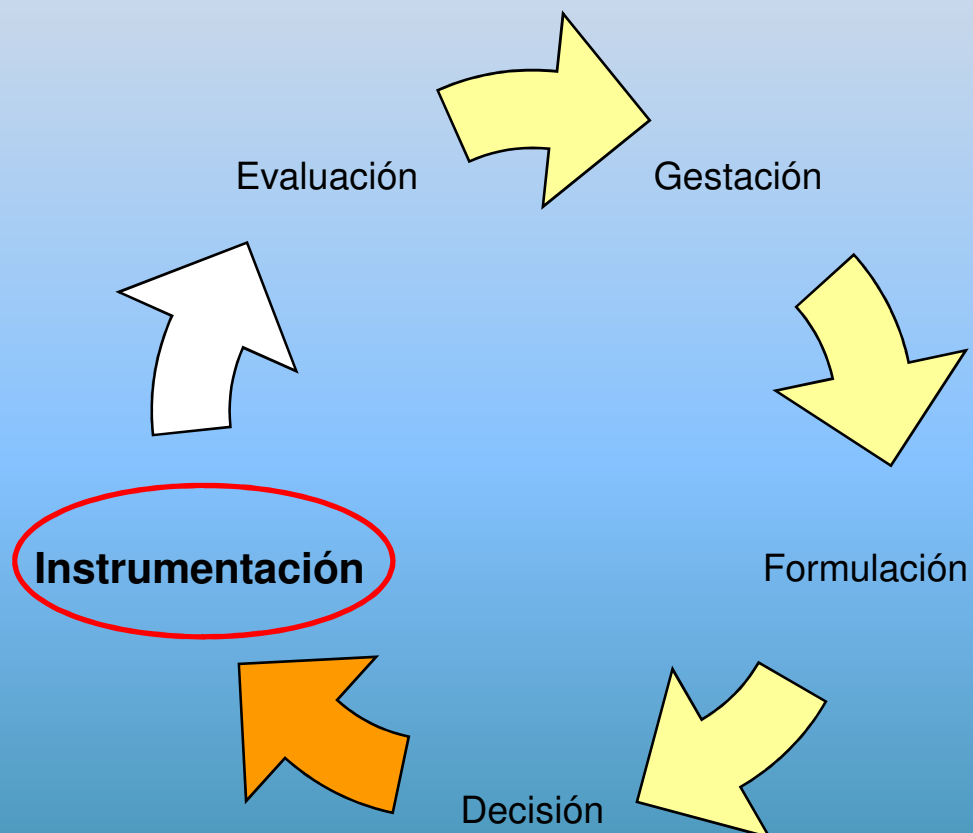 Evaluación
Gestación
Instrumentación
Formulación
Decisión